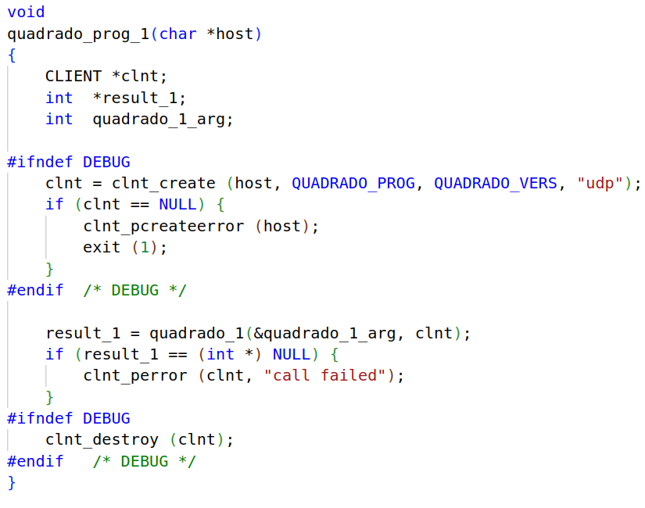 void
quadrado_prog_1(char *host)
{
    CLIENT *clnt;
    int  *result_1;
    int  quadrado_1_arg;

#ifndef DEBUG
    clnt = clnt_create (host, QUADRADO_PROG, QUADRADO_VERS, "udp");
    if (clnt == NULL) {
        clnt_pcreateerror (host);
        exit (1);
    }
#endif  /* DEBUG */

    result_1 = quadrado_1(&quadrado_1_arg, clnt);
    if (result_1 == (int *) NULL) {
        clnt_perror (clnt, "call failed");
    }
#ifndef DEBUG
    clnt_destroy (clnt);
#endif   /* DEBUG */
}